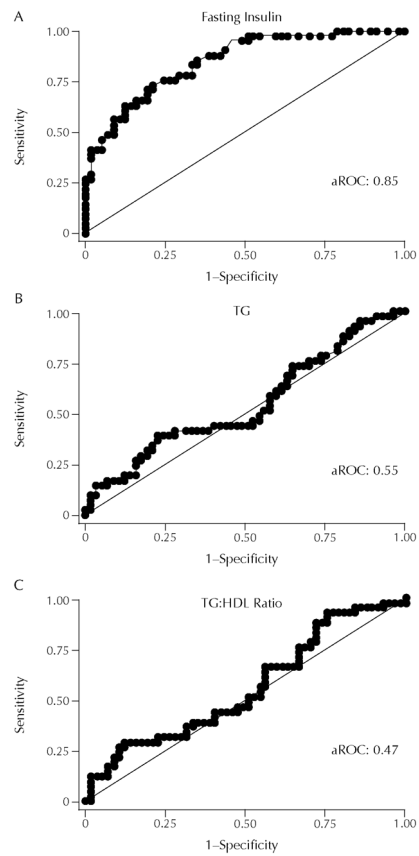 A
Fasting Insulin
1.00
0.75
0.50
0.25
0
Sensitivity
aROC: 0.85
0 0.25 0.50 0.75 1.00
1–Specificity
B
TG
1.00
0.75
0.50
0.25
0
Sensitivity
aROC: 0.55
0 0.25 0.50 0.75 1.00
1–Specificity
C
TG:HDL Ratio
1.00
0.75
0.50
0.25
0
Sensitivity
aROC: 0.47
0 0.25 0.50 0.75 1.00
1–Specificity